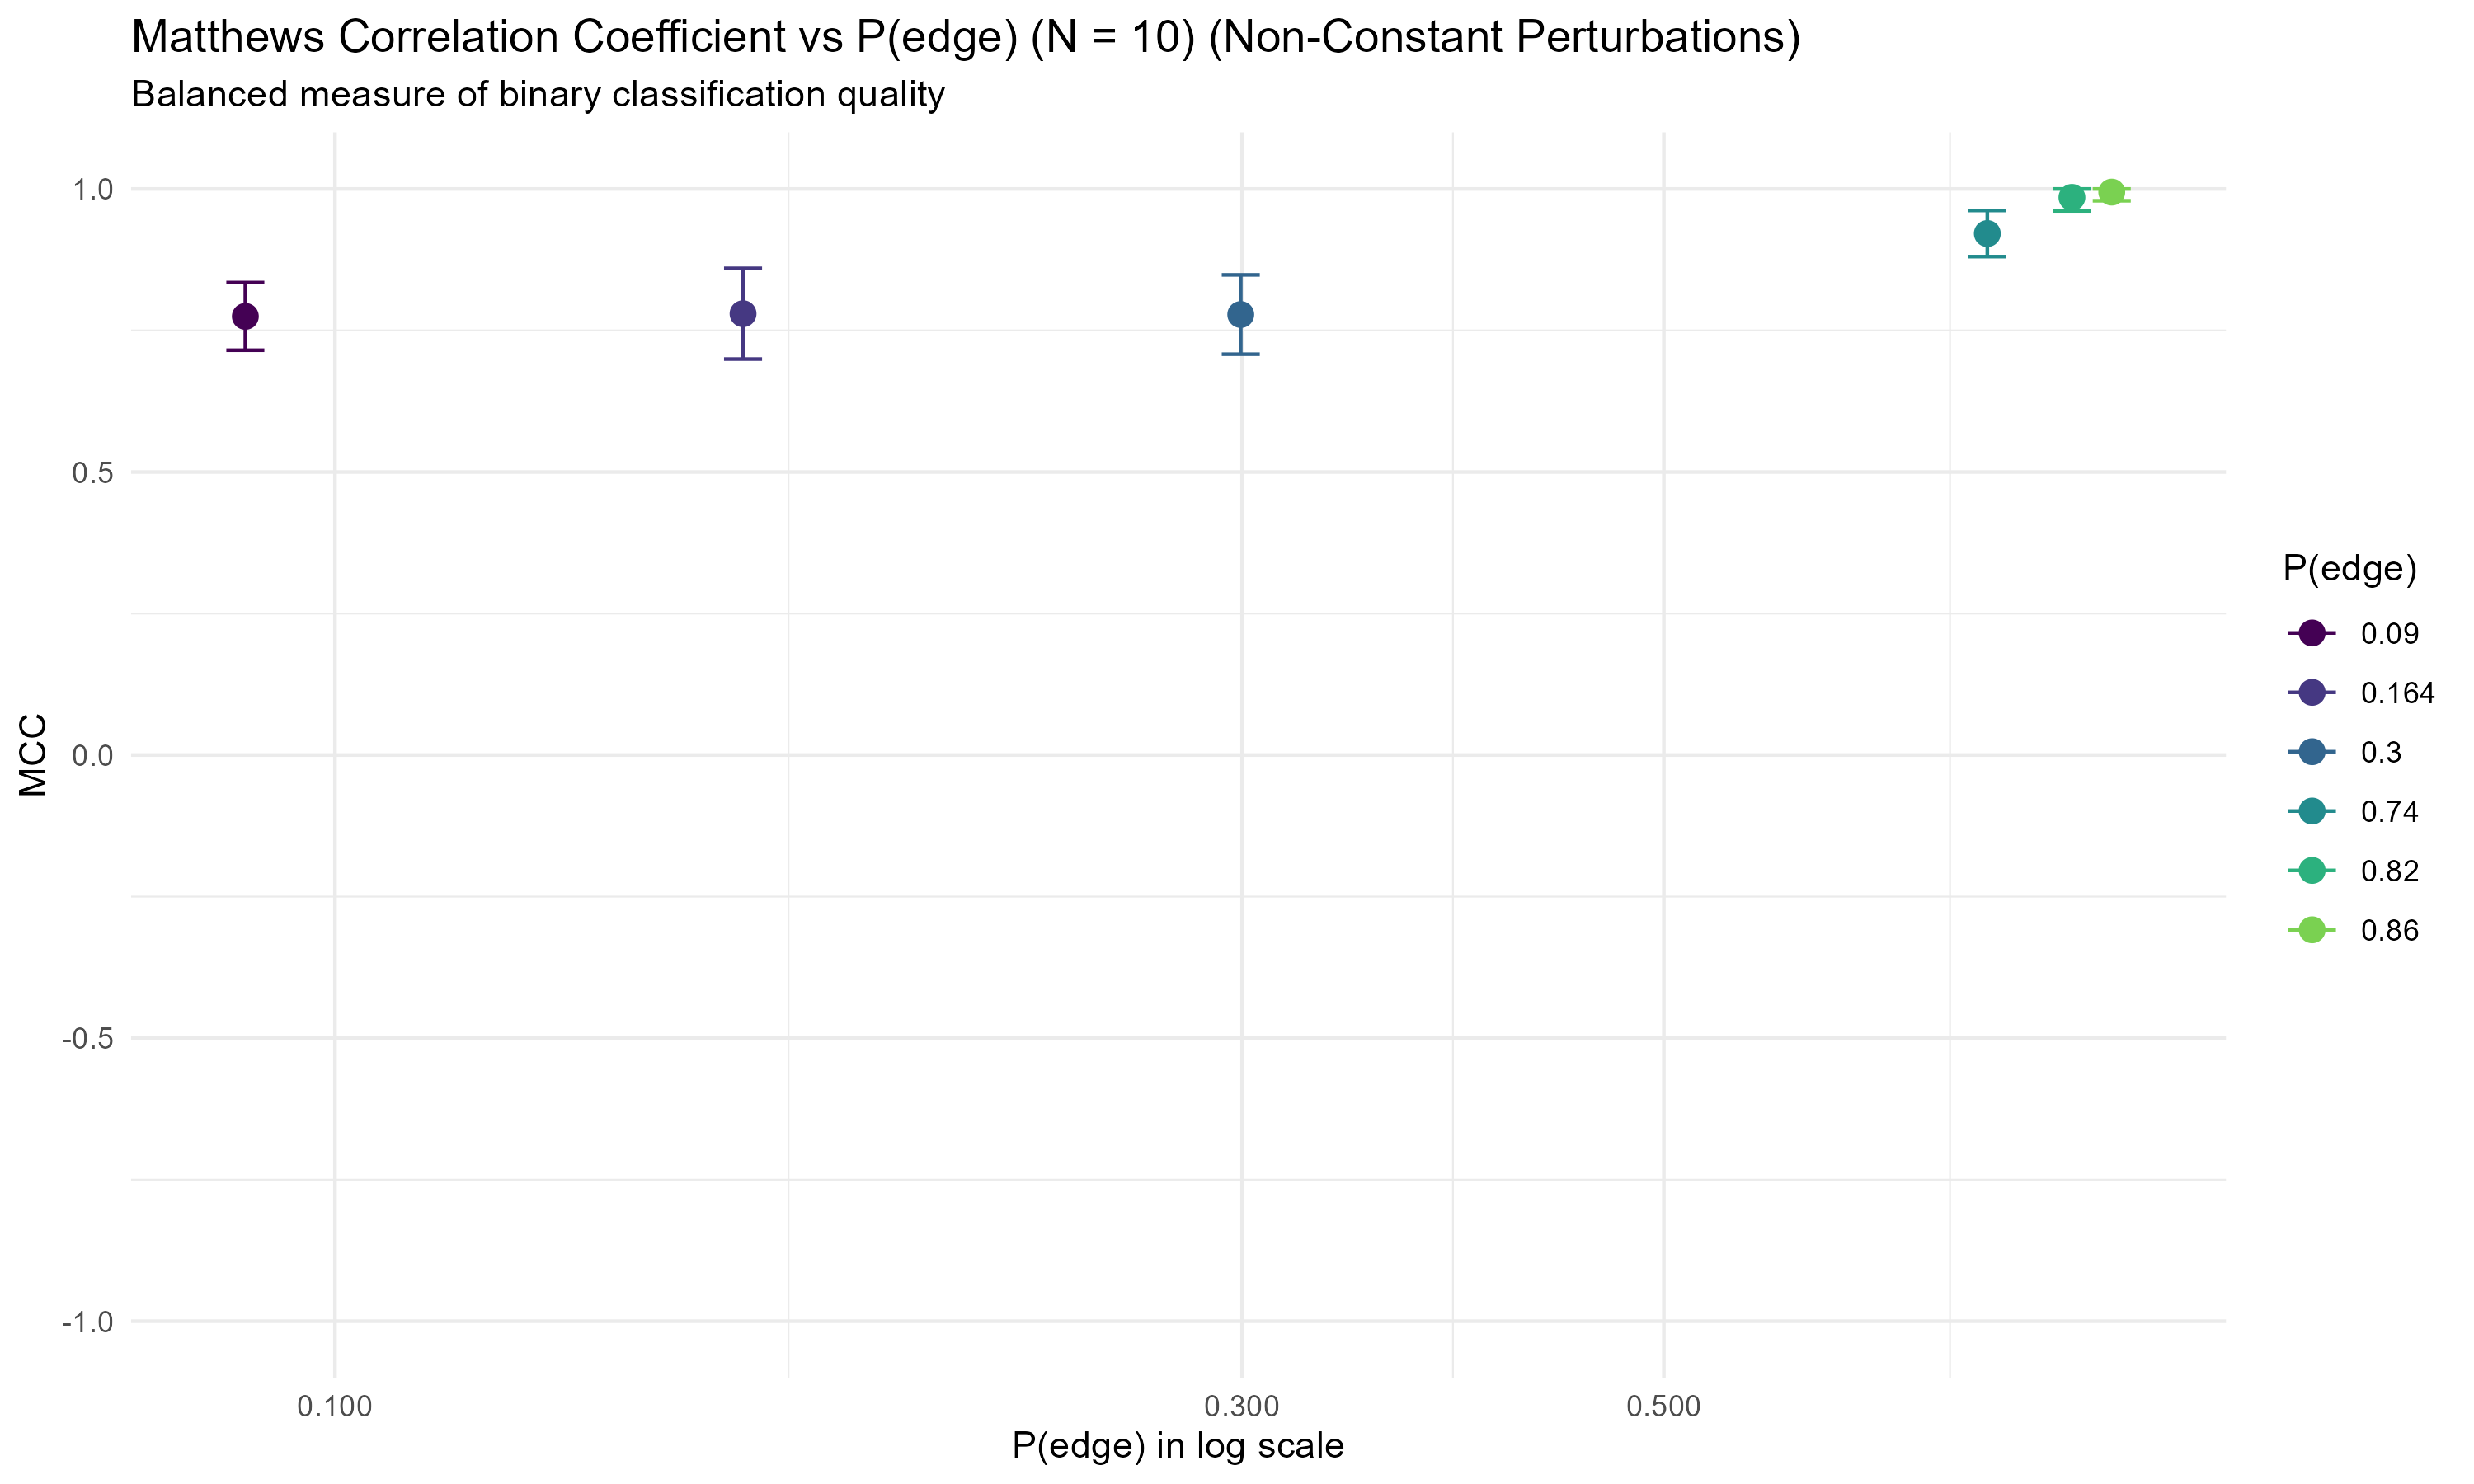 Matthews Correlation Coefficient vs P(edge) (N = 10) (Non-Constant Perturbations)
Balanced measure of binary classification quality
1.0
0.5
0.0
-0.5
-1.0
MCC
0.100
0.300
0.500
P(edge) in log scale
P(edge)
0.09
0.164
0.3
0.74
0.82
0.86